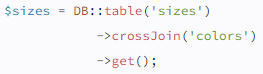 $sizes = DB::table('sizes')
->crossJoin('colors')
->get();